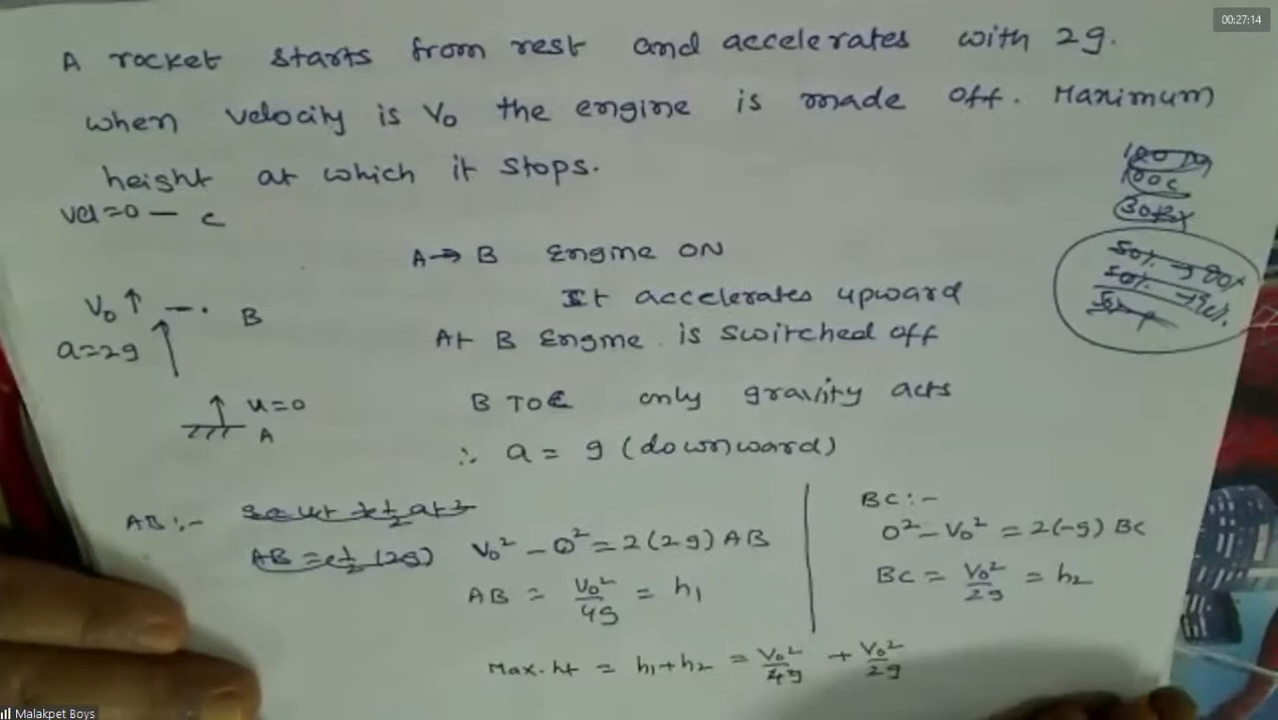 00:27:14
A rocket starts from rest and accelerates with 2g.
when velocity is V₀ the engine is made off. Maximum
height at which it stops.
Vel=0 — C
A→B Engine ON
It accelerates upward
V₀↑ —. B
a=2g
At B Engine is switched off
u=0
A
B TO C only gravity acts
∴ a = g (downward)
AB:-
V₀² - 0² = 2(2g) AB
AB = V₀²/4g = h₁
BC:-
0² - V₀² = 2(-g) BC
BC = V₀²/2g = h₂
Max. ht = h₁+h₂ = V₀²/4g + V₀²/2g
Malakpet Boys